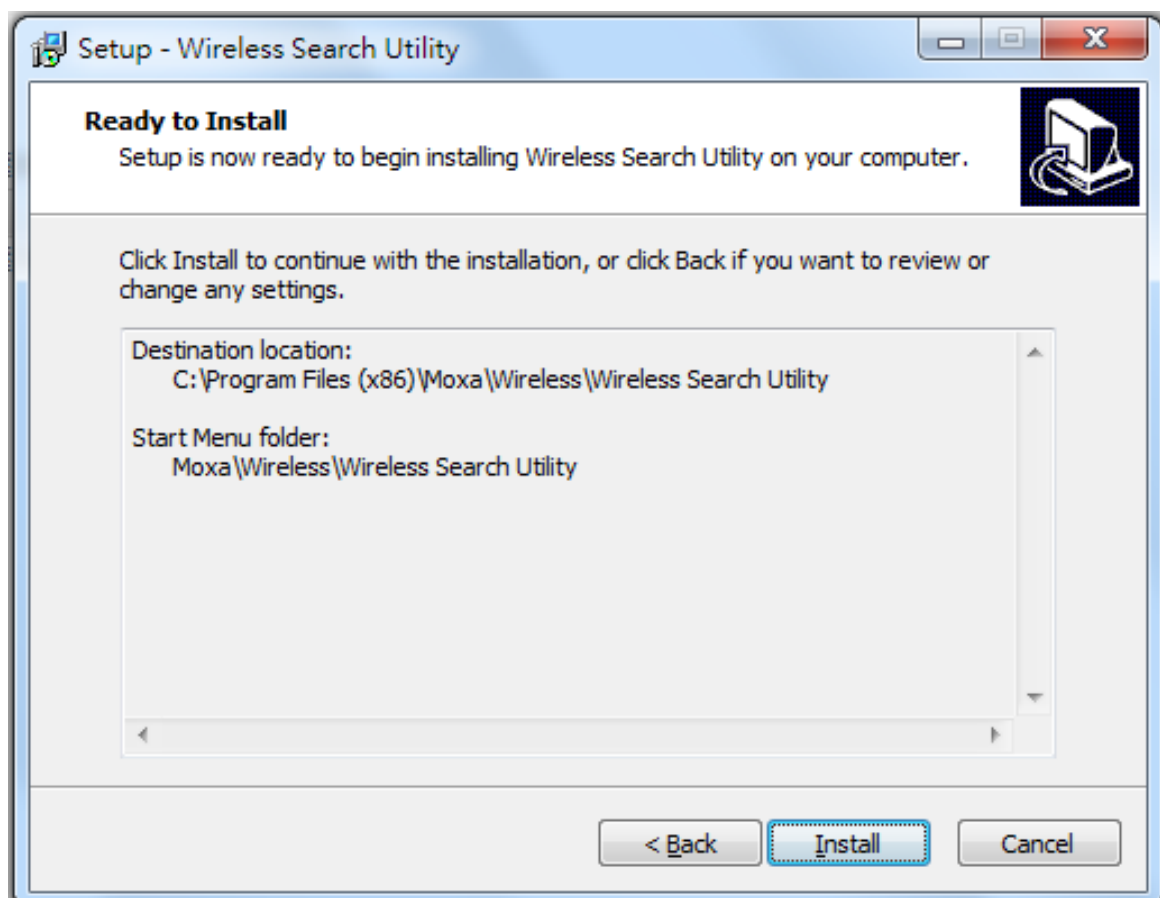 Setup - Wireless Search Utility
Ready to Install
Setup is now ready to begin installing Wireless Search Utility on your computer.
Click Install to continue with the installation, or click Back if you want to review or
change any settings.
Destination location:
C:\Program Files (x86)\Moxa\Wireless\Wireless Search Utility
Start Menu folder:
Moxa\Wireless\Wireless Search Utility
< Back Install Cancel